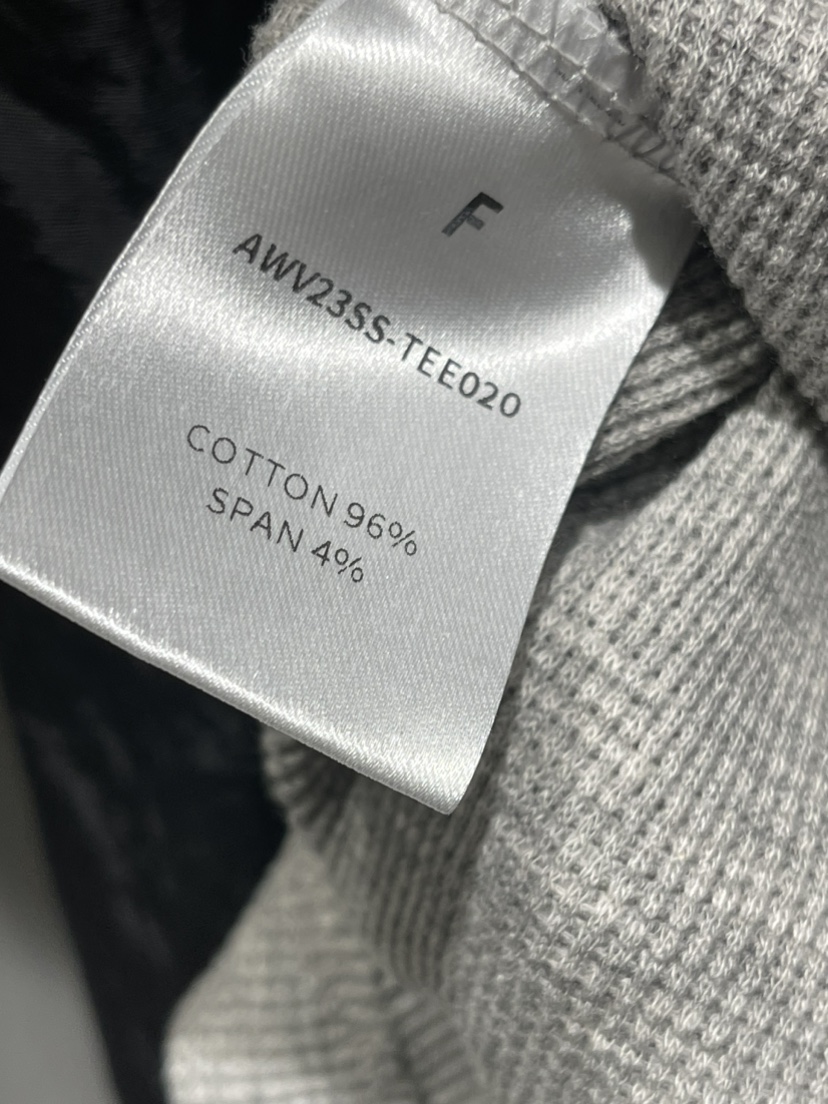 F
AWV23SS-TEE020
COTTON 96%
SPAN 4%